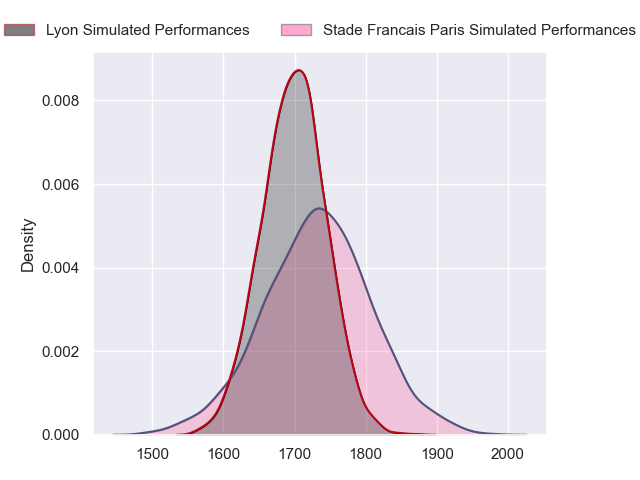 Lyon Simulated Performances
Stade Francais Paris Simulated Performances
0.008
0.006
0.004
0.002
0.000
Density
1500 1600 1700 1800 1900 2000